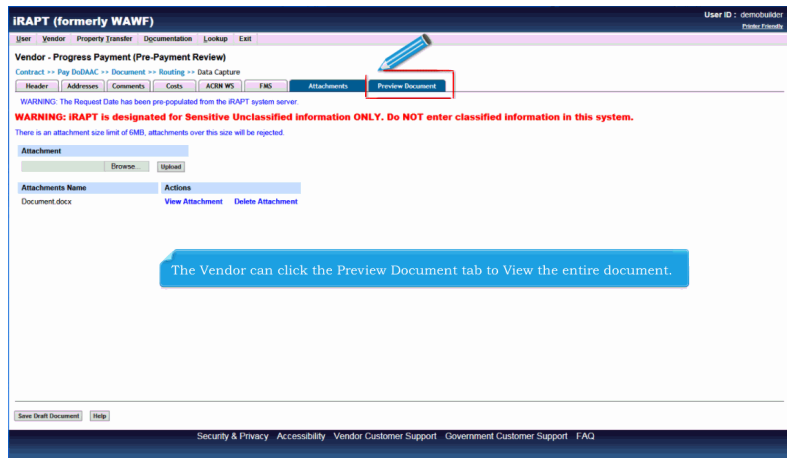 iRAPT (formerly WAWF)
User ID : demobuilder
Printer Friendly
User Vendor Property Transfer Documentation Lookup Exit
Vendor - Progress Payment (Pre-Payment Review)
Contract >> Pay DoDAAC >> Document >> Routing >> Data Capture
Header Addresses Comments Costs ACRN WS FMS Attachments Preview Document
WARNING: The Request Date has been pre-populated from the iRAPT system server.
WARNING: iRAPT is designated for Sensitive Unclassified information ONLY. Do NOT enter classified information in this system.
There is an attachment size limit of 6MB, attachments over this size will be rejected.
Attachment
Browse... Upload
Attachments Name Actions
Document.docx View Attachment Delete Attachment
The Vendor can click the Preview Document tab to View the entire document.
Save Draft Document Help
Security & Privacy Accessibility Vendor Customer Support Government Customer Support FAQ